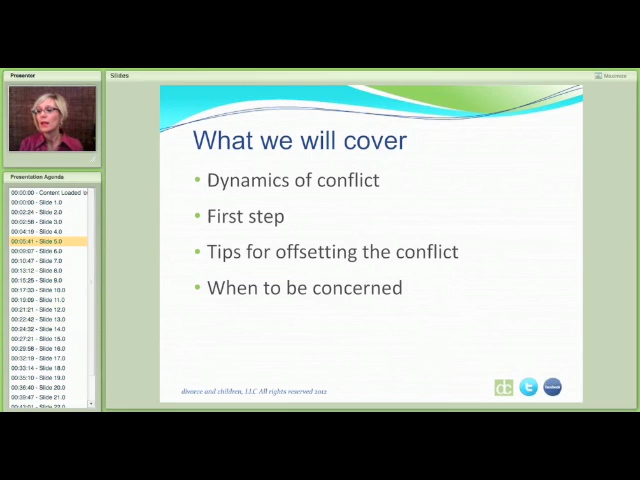 Presenter
Slides
Maximize
What we will cover
• Dynamics of conflict
• First step
• Tips for offsetting the conflict
• When to be concerned
divorce and children, LLC All rights reserved 2012
dc
facebook
Presentation Agenda
00:00:00 - Content Loaded
00:00:00 - Slide 1.0
00:02:24 - Slide 2.0
00:02:58 - Slide 3.0
00:04:19 - Slide 4.0
00:05:41 - Slide 5.0
00:09:07 - Slide 6.0
00:10:47 - Slide 7.0
00:13:12 - Slide 8.0
00:15:25 - Slide 9.0
00:17:33 - Slide 10.0
00:19:09 - Slide 11.0
00:21:21 - Slide 12.0
00:22:42 - Slide 13.0
00:24:32 - Slide 14.0
00:27:21 - Slide 15.0
00:29:58 - Slide 16.0
00:32:19 - Slide 17.0
00:33:14 - Slide 18.0
00:35:10 - Slide 19.0
00:36:40 - Slide 20.0
00:39:47 - Slide 21.0